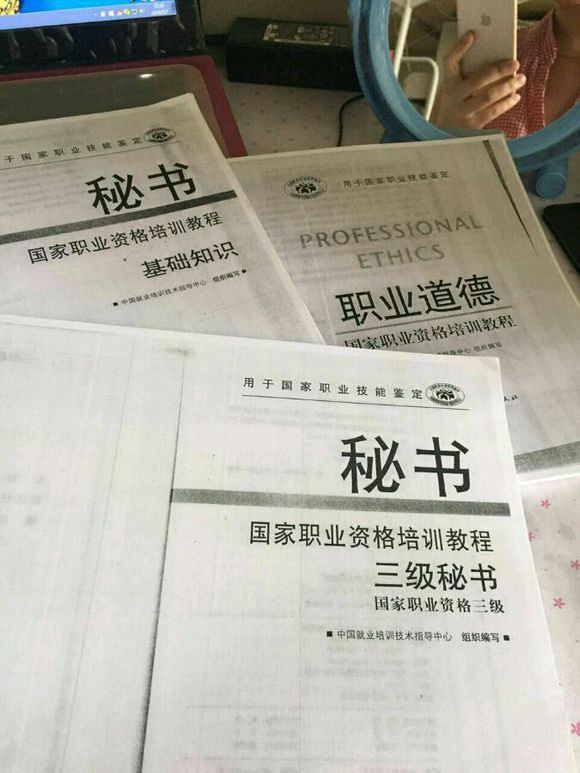 用于国家职业技能鉴定
秘书
国家职业资格培训教程
基础知识
■ 中国就业培训技术指导中心 组织编写 ■
用于国家职业技能鉴定
PROFESSIONAL
ETHICS
职业道德
国家职业资格培训教程
指导中心 组织编写
用于国家职业技能鉴定
秘书
国家职业资格培训教程
三级秘书
国家职业资格三级
■ 中国就业培训技术指导中心 组织编写 ■